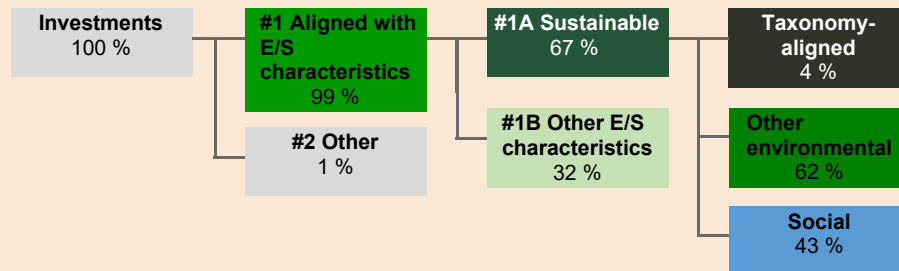 Investments
100 %
#1 Aligned with
E/S
characteristics
99 %
#2 Other
1 %
#1A Sustainable
67 %
#1B Other E/S
characteristics
32 %
Taxonomy-
aligned
4 %
Other
environmental
62 %
Social
43 %